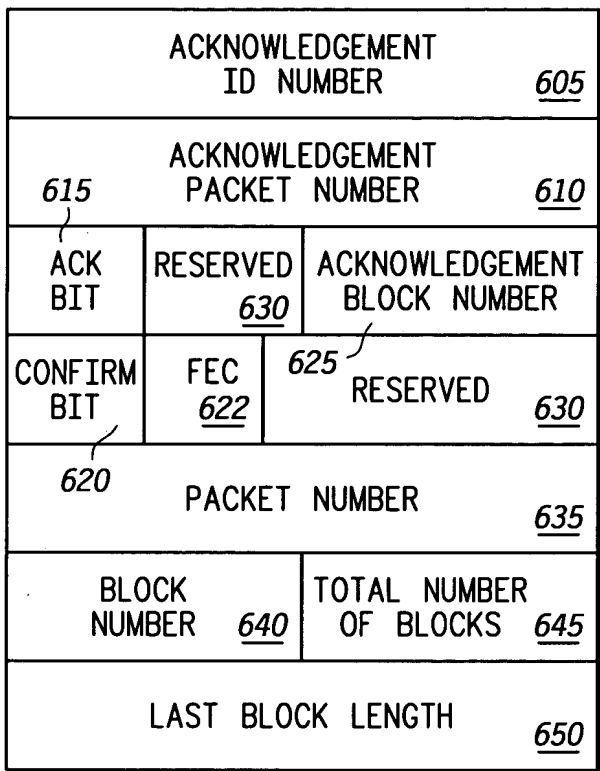 ACKNOWLEDGEMENT
ID NUMBER 605
ACKNOWLEDGEMENT
PACKET NUMBER 610
615
ACK
BIT
RESERVED
630
ACKNOWLEDGEMENT
BLOCK NUMBER
625
CONFIRM
BIT
620
FEC
622
RESERVED 630
PACKET NUMBER 635
BLOCK
NUMBER 640
TOTAL NUMBER
OF BLOCKS 645
LAST BLOCK LENGTH 650